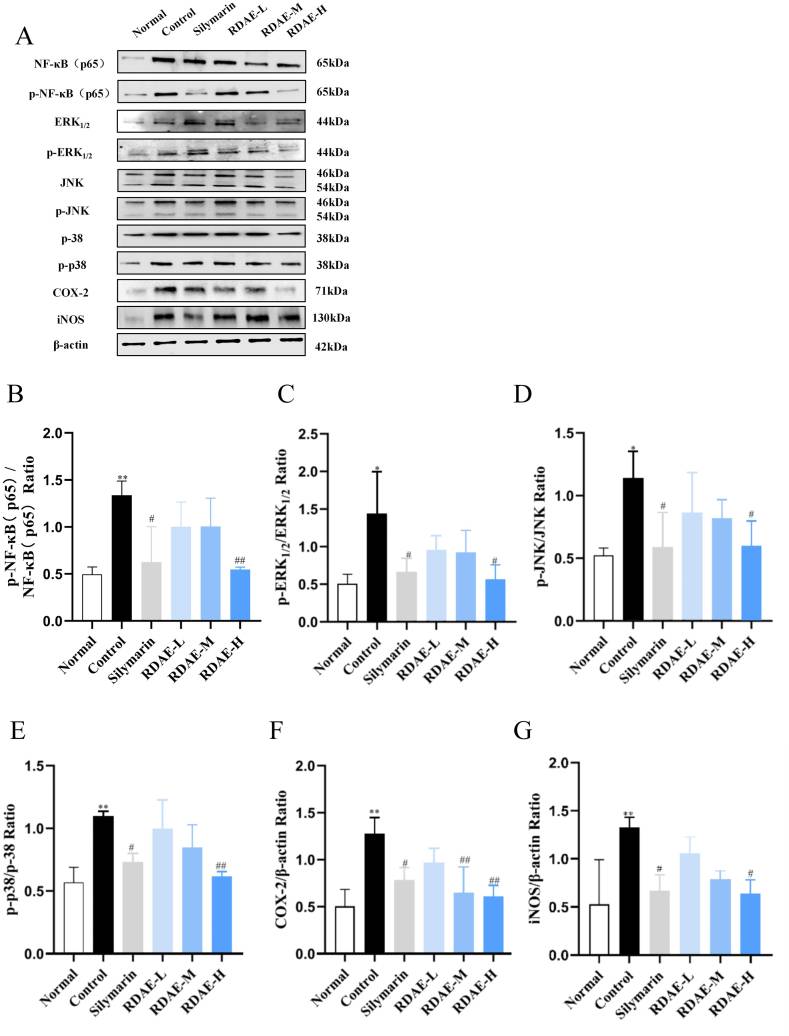 A
Normal
Control
Silymarin
RDAE-L
RDAE-M
RDAE-H
NF-κB（p65） 65kDa
p-NF-κB（p65） 65kDa
ERK1/2 44kDa
p-ERK1/2 44kDa
46kDa
JNK
54kDa
46kDa
p-JNK
54kDa
p-38 38kDa
p-p38 38kDa
COX-2 71kDa
iNOS 130kDa
β-actin 42kDa
B
p-NF-κB（p65）/
NF-κB（p65）Ratio
2.0
1.5
1.0
0.5
0.0
**
#
##
Normal
Control
Silymarin
RDAE-L
RDAE-M
RDAE-H
C
p-ERK1/2/ERK1/2 Ratio
2.5
2.0
1.5
1.0
0.5
0.0
*
#
#
Normal
Control
Silymarin
RDAE-L
RDAE-M
RDAE-H
D
p-JNK/JNK Ratio
1.5
1.0
0.5
0.0
*
#
#
Normal
Control
Silymarin
RDAE-L
RDAE-M
RDAE-H
E
p-p38/p-38 Ratio
1.5
1.0
0.5
0.0
**
#
##
Normal
Control
Silymarin
RDAE-L
RDAE-M
RDAE-H
F
COX-2/β-actin Ratio
2.0
1.5
1.0
0.5
0.0
**
#
##
##
Normal
Control
Silymarin
RDAE-L
RDAE-M
RDAE-H
G
iNOS/β-actin Ratio
2.0
1.5
1.0
0.5
0.0
**
#
#
Normal
Control
Silymarin
RDAE-L
RDAE-M
RDAE-H